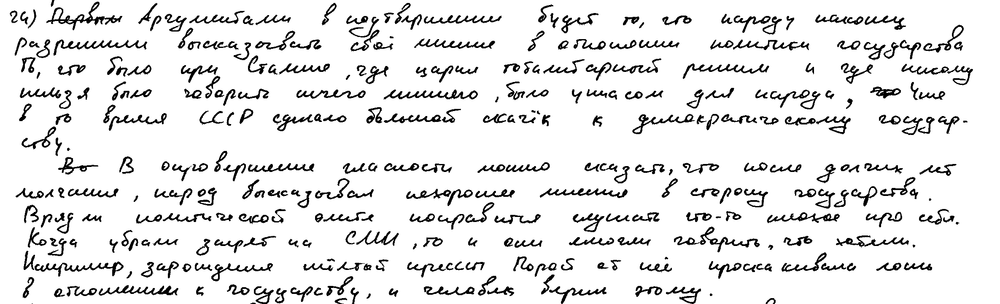 24) Первым Аргументами в подтвержении будет то, что народу наконец
разрешили высказывать своё мнение в отношении политики государства
То, что было при Сталине, где царил тоталитарный режим и где никому
нельзя было говорить ничего лишнего, было ужасом для народа, что Уже
в то время СССР сделало большой скачёк к демократическому государ-
ству.
Во В опровержение гласности можно сказать, что после долгих лет
молчания, народ высказывал нехорошее мнение в сторону государства.
Вряд ли политической элите понравится слушать что-то плохое про себя.
Когда убрали запрет на СМИ, то и они смогли говорить, что хотели.
Например, зарождение жёлтой прессы Порой от неё проскакивала ложь
в отношении к государству, и человек верил этому.